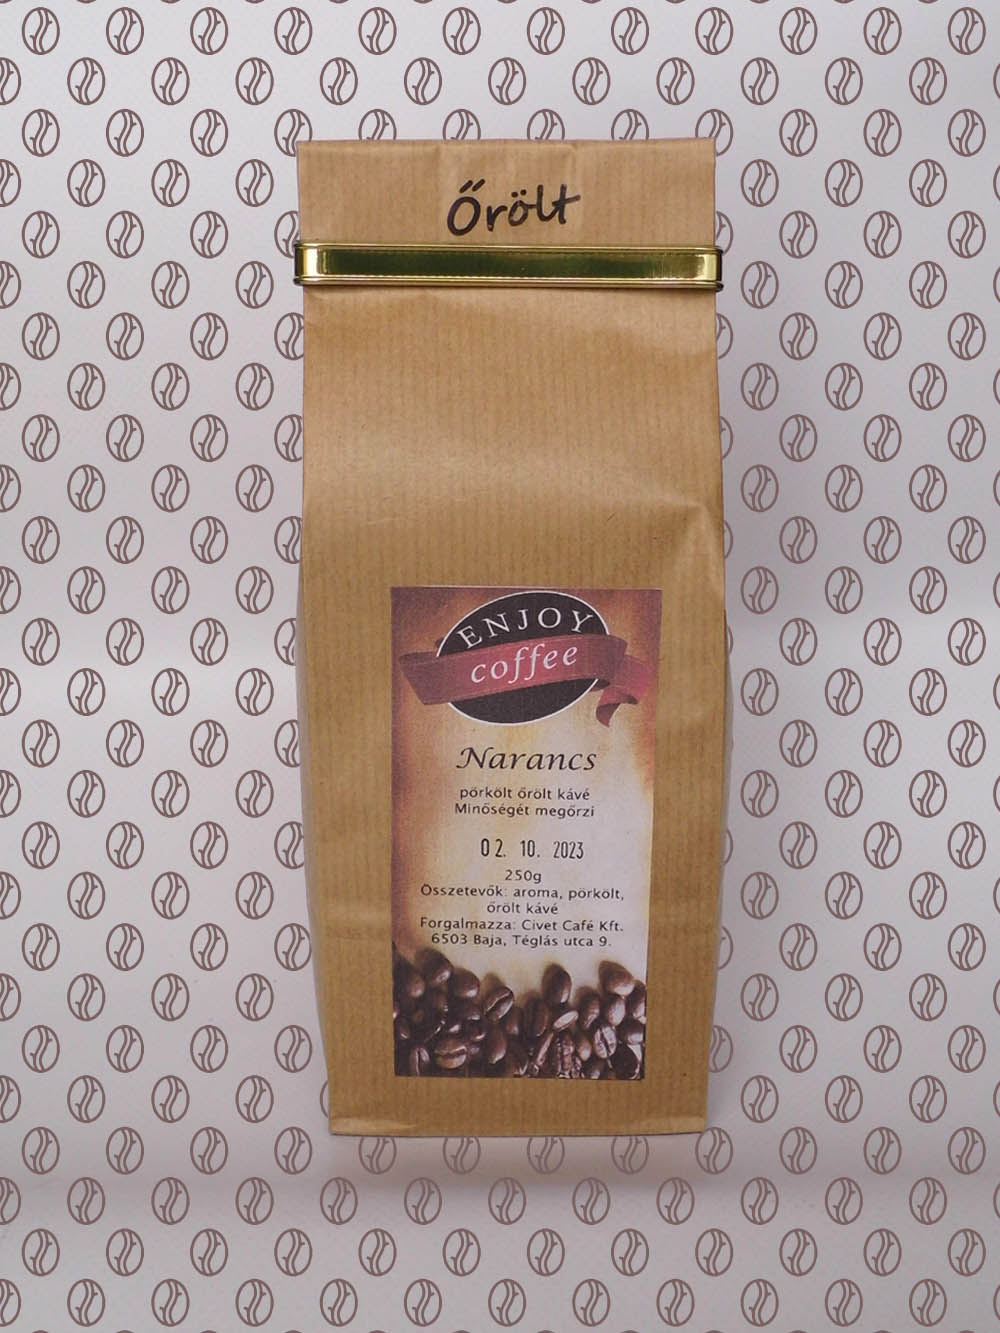 Őrölt
ENJOY
coffee
Narancs
pörkölt őrölt kávé
Minőségét megőrzi
02. 10. 2023
250g
Összetevők: aroma, pörkölt,
őrölt kávé
Forgalmazza: Civet Café Kft.
6503 Baja, Téglás utca 9.